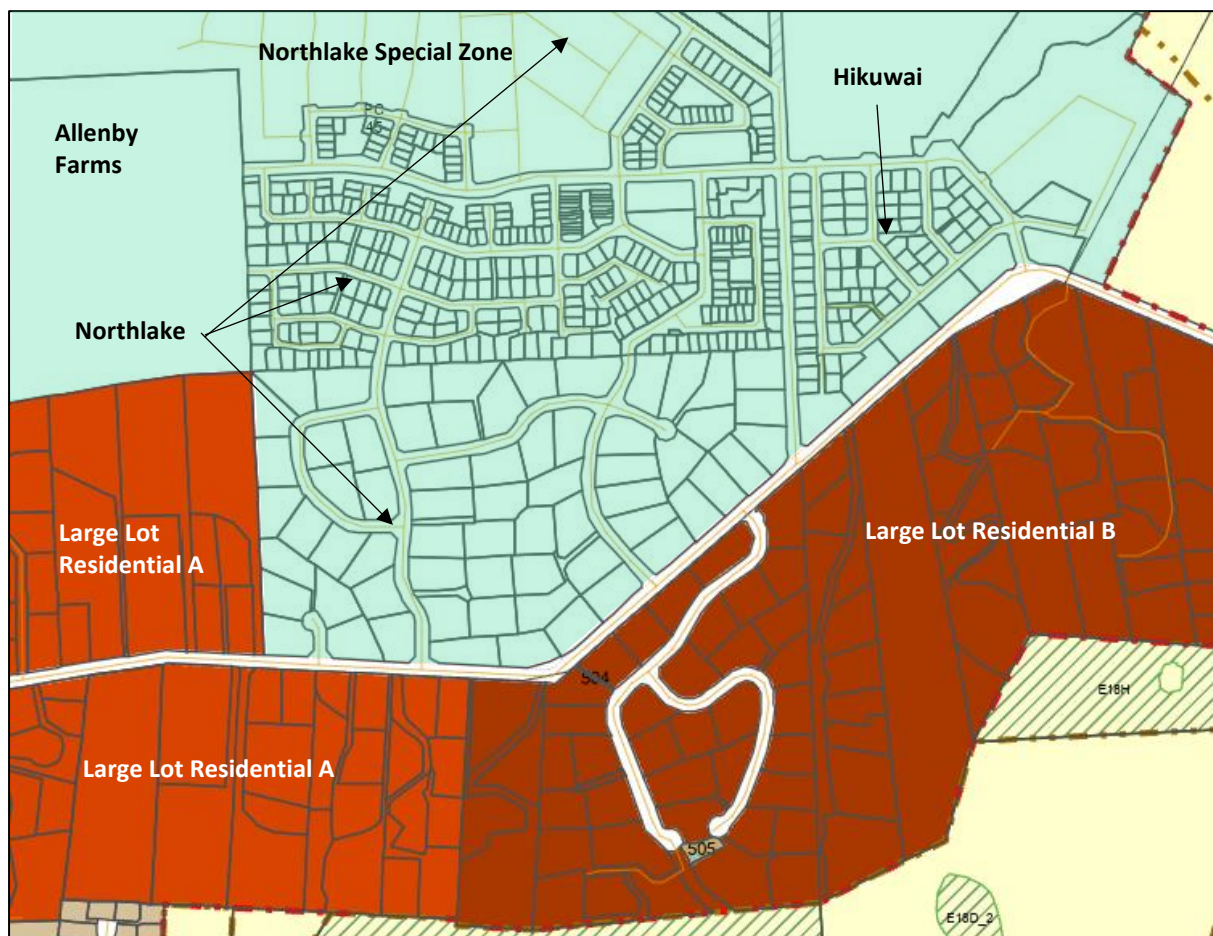 Northlake Special Zone
Hikuwai
Allenby
Farms
PC
45
Northlake
Large Lot
Residential A
Large Lot Residential B
504
E18H
Large Lot Residential A
505
E18D_2